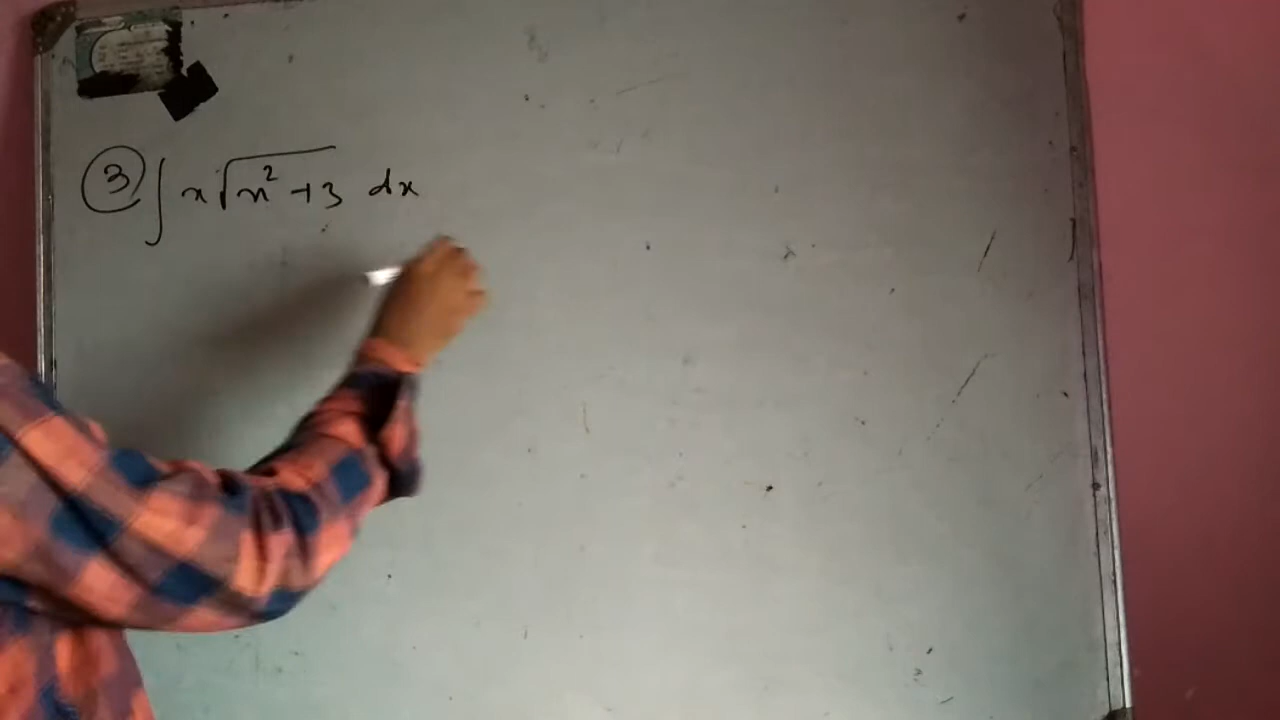 ③ ∫ x√(x² + 3) dx